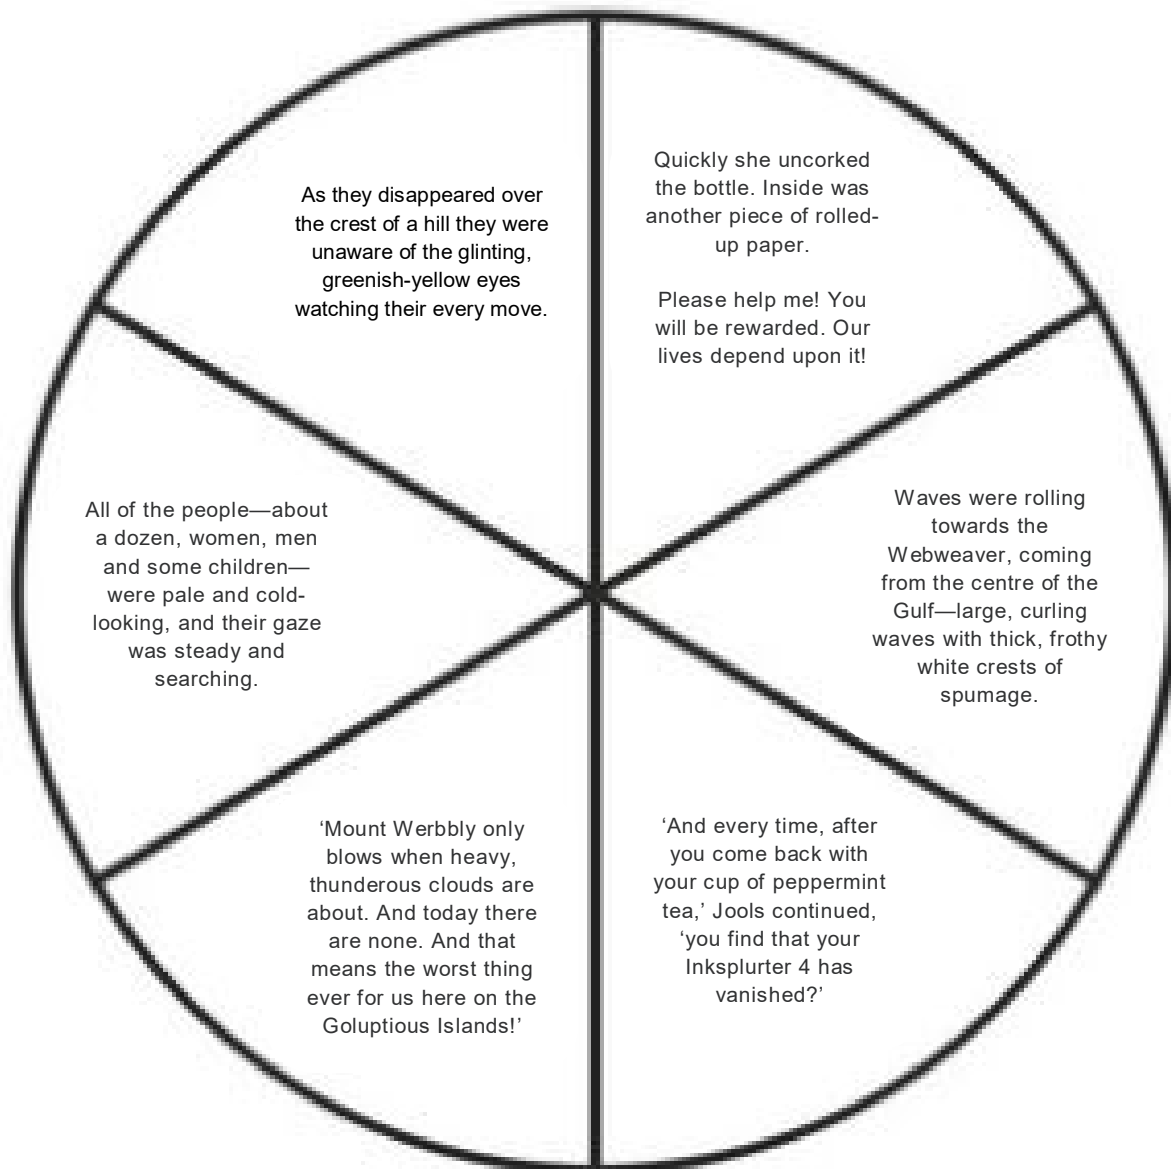 As they disappeared over
the crest of a hill they were
unaware of the glinting,
greenish-yellow eyes
watching their every move.
Quickly she uncorked
the bottle. Inside was
another piece of rolled-
up paper.
Please help me! You
will be rewarded. Our
lives depend upon it!
All of the people—about
a dozen, women, men
and some children—
were pale and cold-
looking, and their gaze
was steady and
searching.
Waves were rolling
towards the
Webweaver, coming
from the centre of the
Gulf—large, curling
waves with thick, frothy
white crests of
spumage.
‘Mount Werbbly only
blows when heavy,
thunderous clouds are
about. And today there
are none. And that
means the worst thing
ever for us here on the
Goluptious Islands!’
‘And every time, after
you come back with
your cup of peppermint
tea,’ Jools continued,
‘you find that your
Inksplurter 4 has
vanished?’